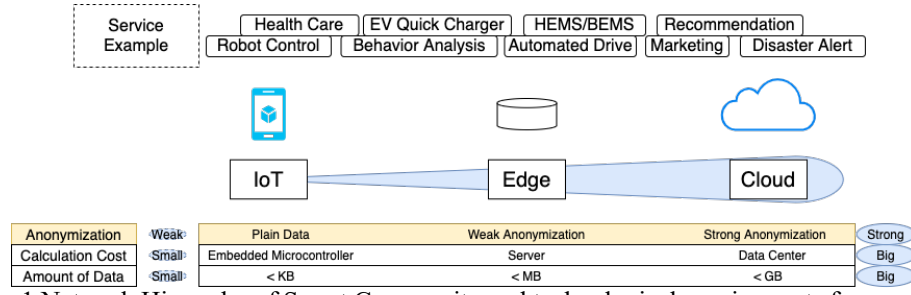 Service
Example
Health Care
EV Quick Charger
HEMS/BEMS
Recommendation
Robot Control
Behavior Analysis
Automated Drive
Marketing
Disaster Alert
IoT
Edge
Cloud
Anonymization Weak Plain Data Weak Anonymization Strong Anonymization Strong
Calculation Cost Small Embedded Microcontroller Server Data Center Big
Amount of Data Small < KB < MB < GB Big